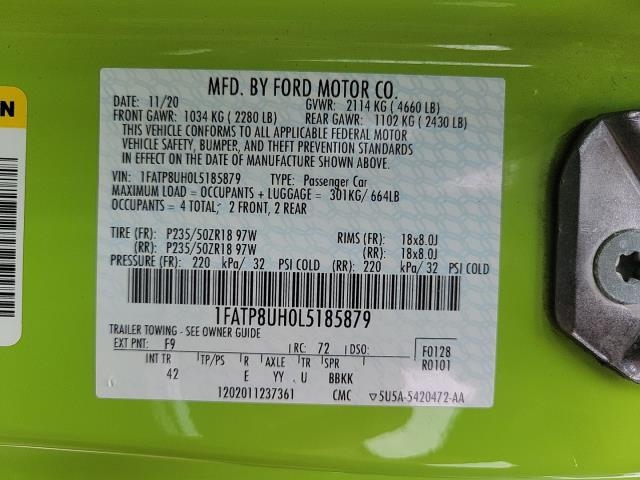 MFD. BY FORD MOTOR CO.
DATE: 11/20 GVWR: 2114 KG ( 4660 LB)
FRONT GAWR: 1034 KG ( 2280 LB) REAR GAWR: 1102 KG ( 2430 LB)
THIS VEHICLE CONFORMS TO ALL APPLICABLE FEDERAL MOTOR
VEHICLE SAFETY, BUMPER, AND THEFT PREVENTION STANDARDS
IN EFFECT ON THE DATE OF MANUFACTURE SHOWN ABOVE.
VIN: 1FATP8UH0L5185879 TYPE: Passenger Car
MAXIMUM LOAD = OCCUPANTS + LUGGAGE = 301KG/ 664LB
OCCUPANTS = 4 TOTAL; 2 FRONT, 2 REAR
TIRE (FR): P235/50ZR18 97W RIMS (FR): 18x8.0J
(RR): P235/50ZR18 97W (RR): 18x8.0J
PRESSURE (FR): 220 kPa/ 32 PSI COLD (RR): 220 kPa/ 32 PSI COLD
1FATP8UH0L5185879
TRAILER TOWING - SEE OWNER GUIDE
EXT PNT: F9 RC: 72 DSO: F0128
INT TR TP/PS R AXLE TR SPR R0101
42 E YY . U BBKK
1202011237361 CMC ▽5U5A-5420472-AA